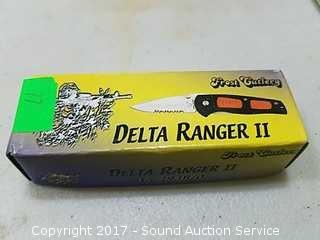 Frost Cutlery
DELTA RANGER II
Frost Cutlery
DELTA RANGER II
Copyright 2017 - Sound Auction Service